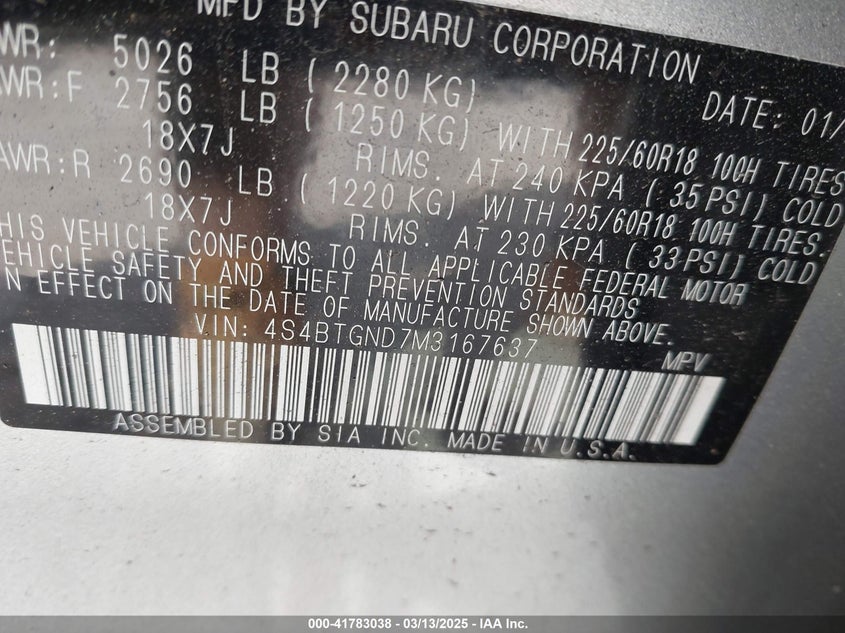 MFD BY SUBARU CORPORATION
WR: 5026 LB ( 2280 KG) DATE: 01/
AWR:F 2756 LB ( 1250 KG) WITH 225/60R18 100H TIRES
18X7J RIMS. AT 240 KPA ( 35 PSI) COLD
AWR:R 2690 LB ( 1220 KG) WITH 225/60R18 100H TIRES.
18X7J RIMS. AT 230 KPA ( 33 PSI) COLD
HIS VEHICLE CONFORMS TO ALL APPLICABLE FEDERAL MOTOR
VEHICLE SAFETY AND THEFT PREVENTION STANDARDS
N EFFECT ON THE DATE OF MANUFACTURE SHOWN ABOVE.
VIN: 4S4BTGND7M3167637 MPV
ASSEMBLED BY SIA INC. MADE IN U.S.A.
000-41783038 - 03/13/2025 - IAA Inc.